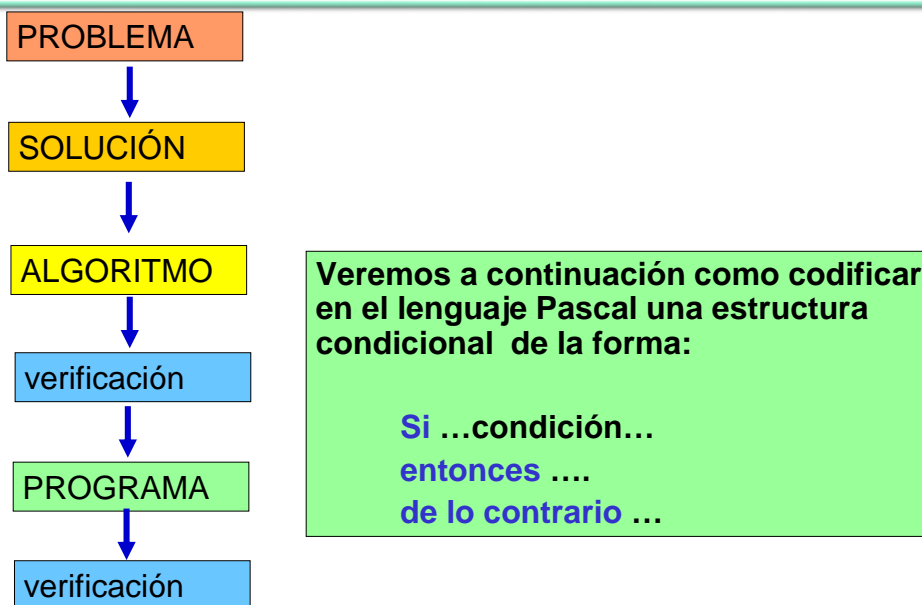 PROBLEMA
SOLUCIÓN
ALGORITMO
verificación
PROGRAMA
verificación
Veremos a continuación como codificar
en el lenguaje Pascal una estructura
condicional de la forma:
Si …condición…
entonces ….
de lo contrario …